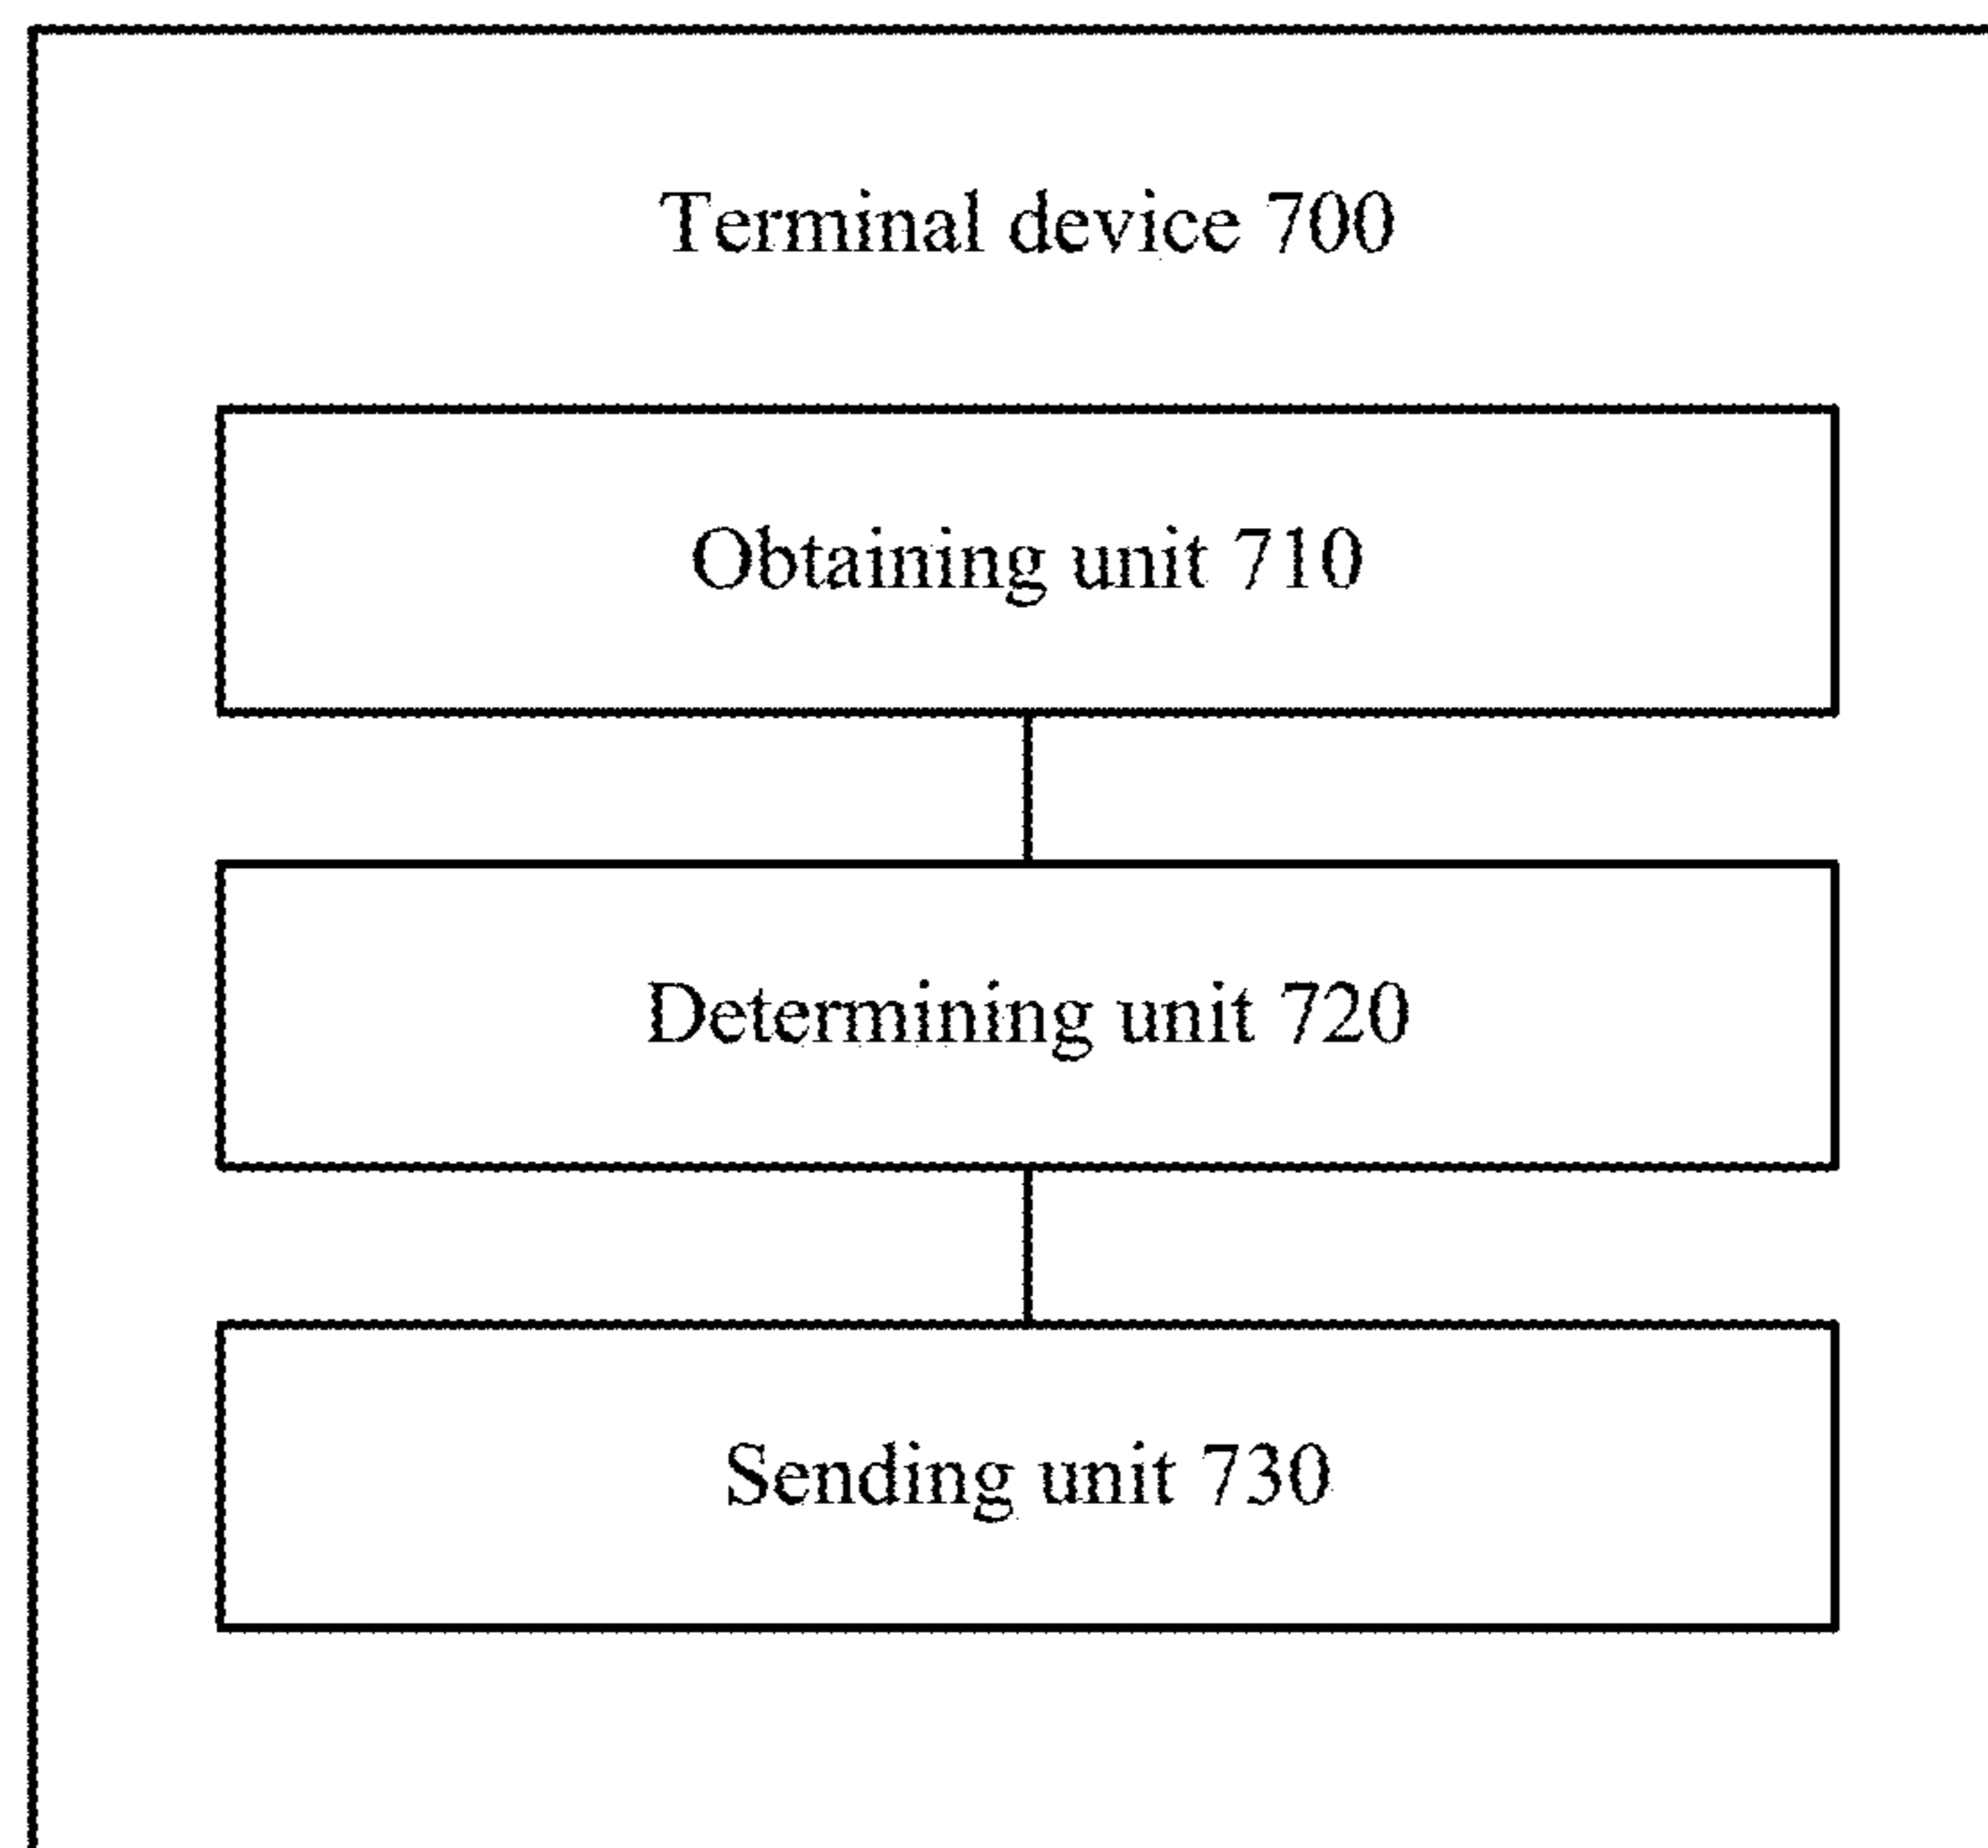 Terminal device 700
Obtaining unit 710
Determining unit 720
Sending unit 730